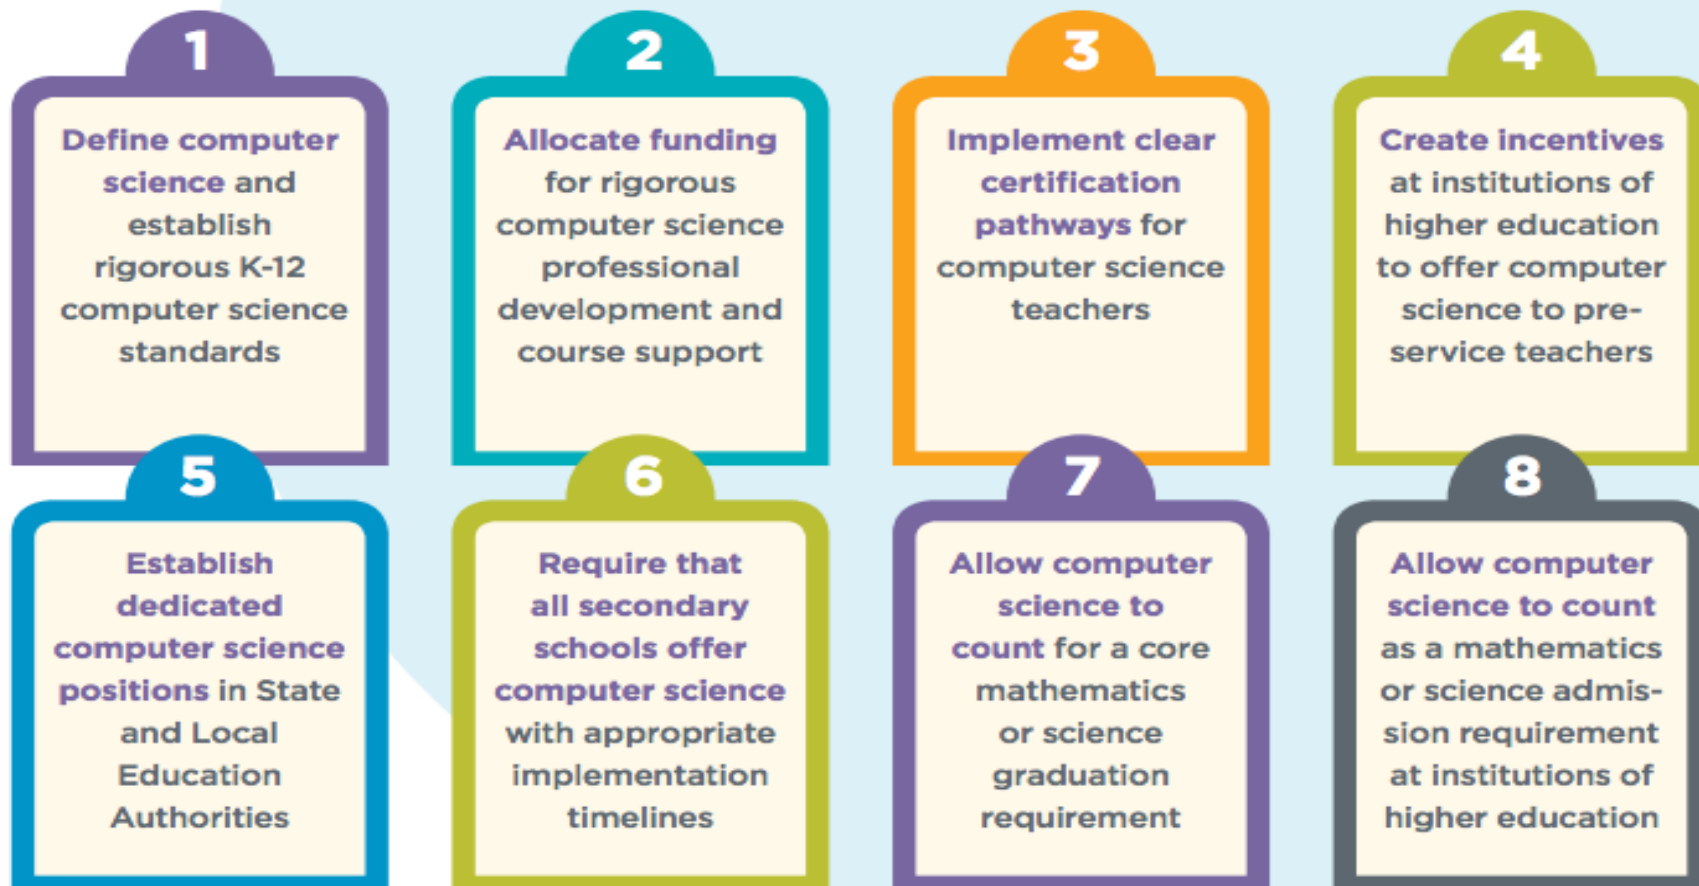 1
Define computer
science and
establish
rigorous K-12
computer science
standards
2
Allocate funding
for rigorous
computer science
professional
development and
course support
3
Implement clear
certification
pathways for
computer science
teachers
4
Create incentives
at institutions of
higher education
to offer computer
science to pre-
service teachers
5
Establish
dedicated
computer science
positions in State
and Local
Education
Authorities
6
Require that
all secondary
schools offer
computer science
with appropriate
implementation
timelines
7
Allow computer
science to
count for a core
mathematics
or science
graduation
requirement
8
Allow computer
science to count
as a mathematics
or science admis-
sion requirement
at institutions of
higher education